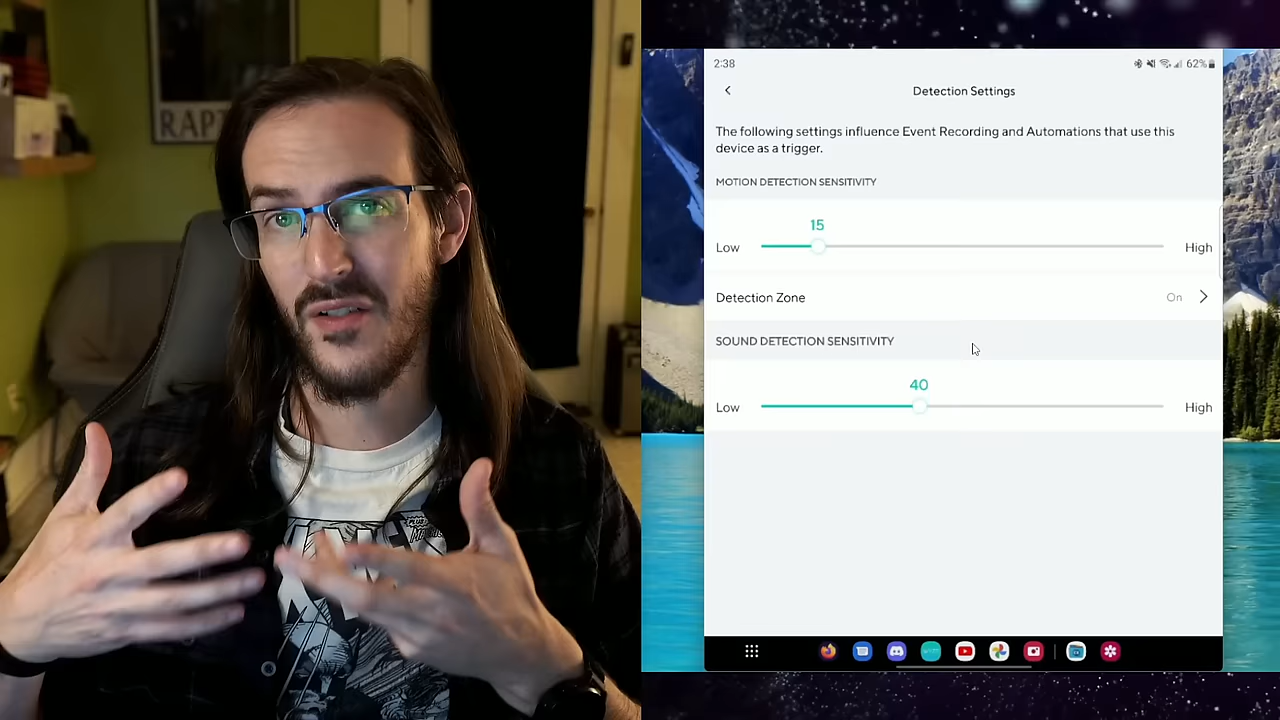 RAPT
2:38
62%
Detection Settings
The following settings influence Event Recording and Automations that use this
device as a trigger.
MOTION DETECTION SENSITIVITY
15
Low
High
Detection Zone
On
SOUND DETECTION SENSITIVITY
40
Low
High